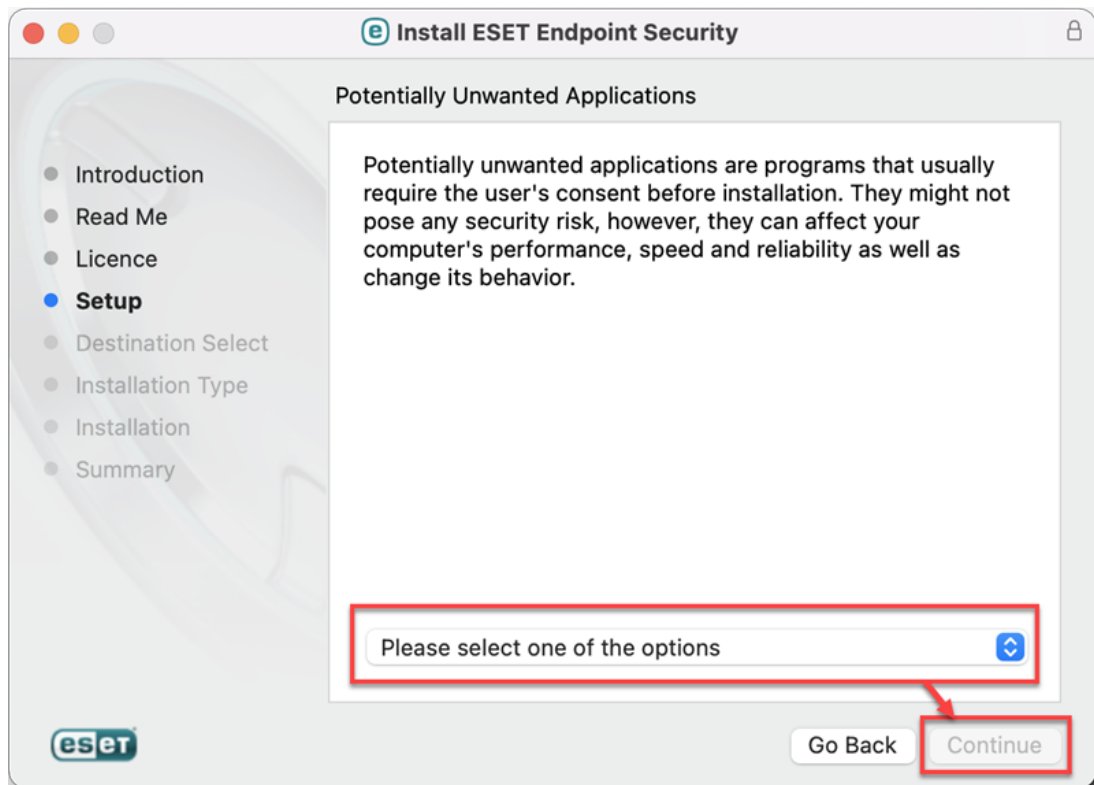 Install ESET Endpoint Security
Potentially Unwanted Applications
Introduction
Read Me
Licence
Setup
Destination Select
Installation Type
Installation
Summary
Potentially unwanted applications are programs that usually
require the user's consent before installation. They might not
pose any security risk, however, they can affect your
computer's performance, speed and reliability as well as
change its behavior.
Please select one of the options
eset
Go Back
Continue